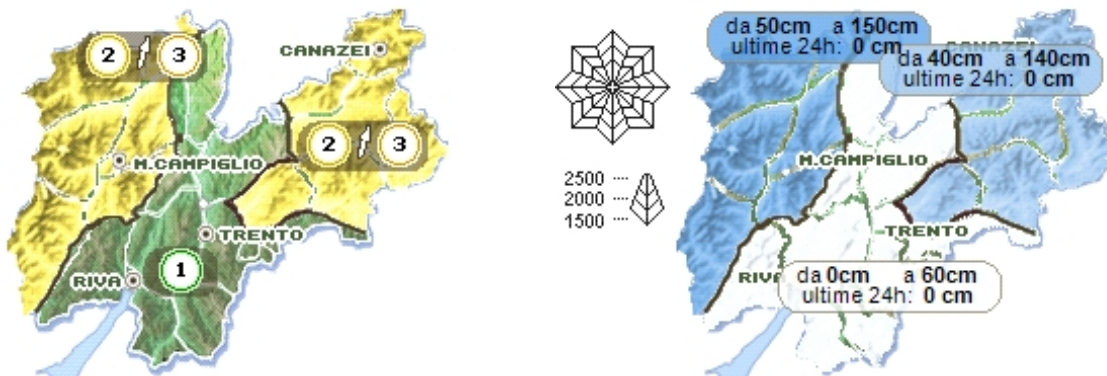 2 3
CANAZEI
2 3
M.CAMPIGLIO
TRENTO
RIVA
1
2500
2000
1500
da 50cm a 150cm
ultime 24h: 0 cm
CANAZEI
da 40cm a 140cm
ultime 24h: 0 cm
M.CAMPIGLIO
TRENTO
RIVA
da 0cm a 60cm
ultime 24h: 0 cm